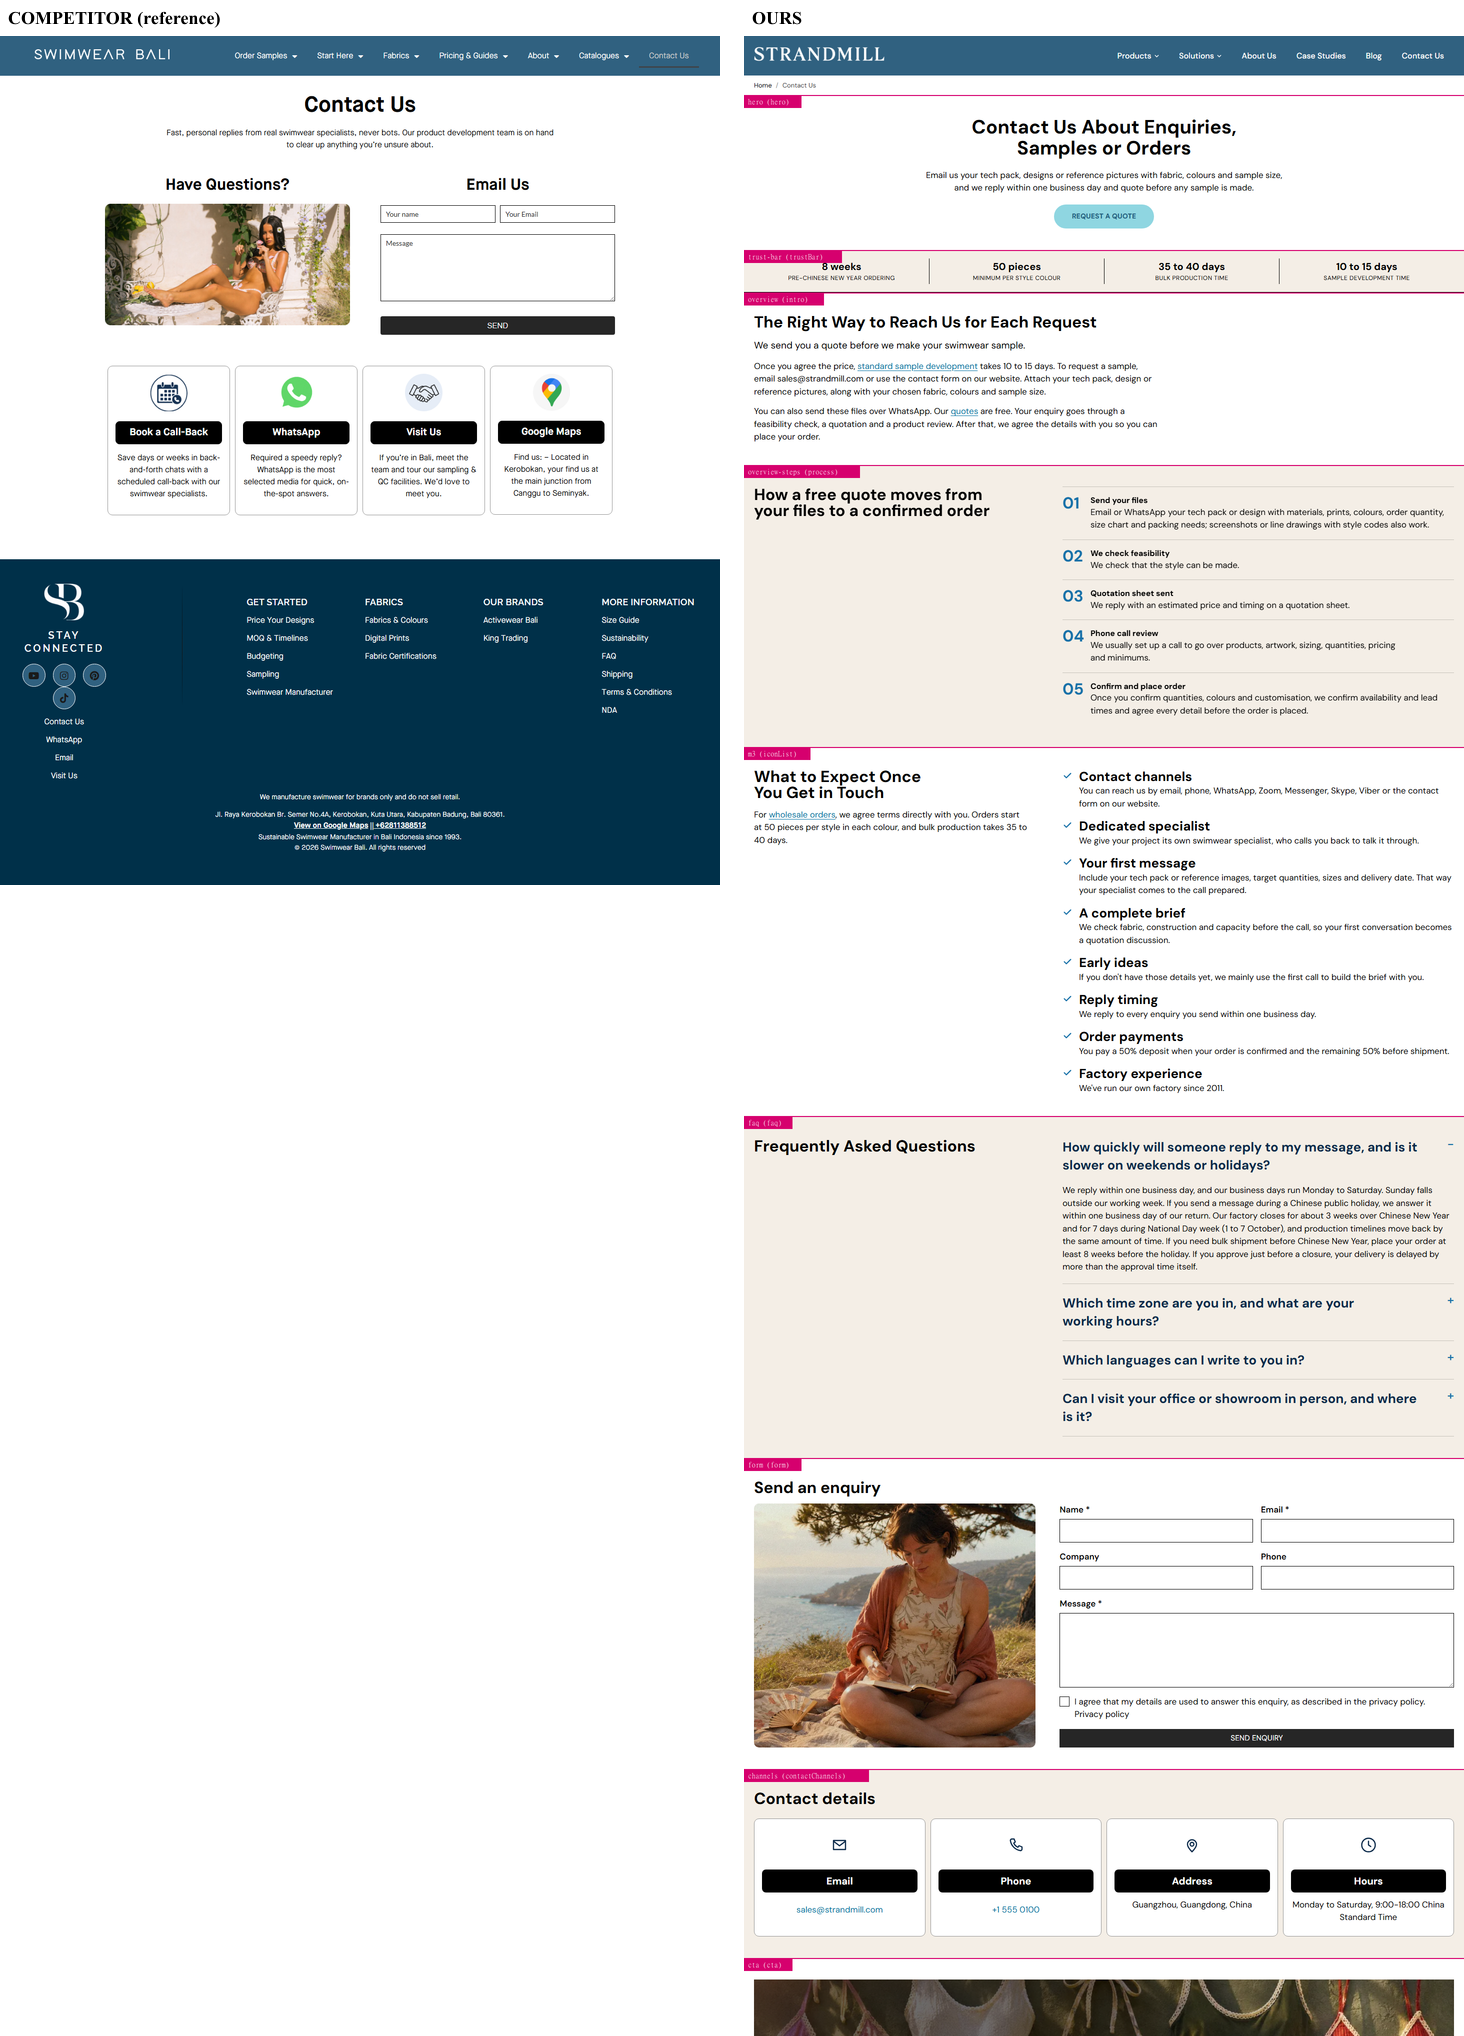 COMPETITOR (reference)
SWIMWEAR BALI
Order Samples
Start Here
Fabrics
Pricing & Guides
About
Catalogues
Contact Us
Contact Us
Fast, personal replies from real swimwear specialists, never bots. Our product development team is on hand
to clear up anything you're unsure about.
Have Questions?
Email Us
Your name
Your Email
Message
SEND
Book a Call-Back
Save days or weeks in back-
and-forth chats with a
scheduled call-back with our
swimwear specialists.
WhatsApp
Required a speedy reply?
WhatsApp is the most
selected media for quick, on-
the-spot answers.
Visit Us
If you're in Bali, meet the
team and tour our sampling &
QC facilities. We'd love to
meet you.
Google Maps
Find us: – Located in
Kerobokan, your find us at
the main junction from
Canggu to Seminyak.
STAY
CONNECTED
Contact Us
WhatsApp
Email
Visit Us
GET STARTED
Price Your Designs
MOQ & Timelines
Budgeting
Sampling
Swimwear Manufacturer
FABRICS
Fabrics & Colours
Digital Prints
Fabric Certifications
OUR BRANDS
Activewear Bali
King Trading
MORE INFORMATION
Size Guide
Sustainability
FAQ
Shipping
Terms & Conditions
NDA
We manufacture swimwear for brands only and do not sell retail.
Jl. Raya Kerobokan Br. Semer No.4A, Kerobokan, Kuta Utara, Kabupaten Badung, Bali 80361.
View on Google Maps || +62811388512
Sustainable Swimwear Manufacturer in Bali Indonesia since 1993.
© 2026 Swimwear Bali. All rights reserved
OURS
STRANDMILL
Products
Solutions
About Us
Case Studies
Blog
Contact Us
Home / Contact Us
hero (hero)
Contact Us About Enquiries,
Samples or Orders
Email us your tech pack, designs or reference pictures with fabric, colours and sample size,
and we reply within one business day and quote before any sample is made.
REQUEST A QUOTE
trust-bar (trustBar)
8 weeks
PRE-CHINESE NEW YEAR ORDERING
50 pieces
MINIMUM PER STYLE COLOUR
35 to 40 days
BULK PRODUCTION TIME
10 to 15 days
SAMPLE DEVELOPMENT TIME
overview (intro)
The Right Way to Reach Us for Each Request
We send you a quote before we make your swimwear sample.
Once you agree the price, standard sample development takes 10 to 15 days. To request a sample,
email sales@strandmill.com or use the contact form on our website. Attach your tech pack, design or
reference pictures, along with your chosen fabric, colours and sample size.
You can also send these files over WhatsApp. Our quotes are free. Your enquiry goes through a
feasibility check, a quotation and a product review. After that, we agree the details with you so you can
place your order.
overview-steps (process)
How a free quote moves from
your files to a confirmed order
01
Send your files
Email or WhatsApp your tech pack or design with materials, prints, colours, order quantity,
size chart and packing needs; screenshots or line drawings with style codes also work.
02
We check feasibility
We check that the style can be made.
03
Quotation sheet sent
We reply with an estimated price and timing on a quotation sheet.
04
Phone call review
We usually set up a call to go over products, artwork, sizing, quantities, pricing
and minimums.
05
Confirm and place order
Once you confirm quantities, colours and customisation, we confirm availability and lead
times and agree every detail before the order is placed.
m3 (iconList)
What to Expect Once
You Get in Touch
For wholesale orders, we agree terms directly with you. Orders start
at 50 pieces per style in each colour, and bulk production takes 35 to
40 days.
Contact channels
You can reach us by email, phone, WhatsApp, Zoom, Messenger, Skype, Viber or the contact
form on our website.
Dedicated specialist
We give your project its own swimwear specialist, who calls you back to talk it through.
Your first message
Include your tech pack or reference images, target quantities, sizes and delivery date. That way
your specialist comes to the call prepared.
A complete brief
We check fabric, construction and capacity before the call, so your first conversation becomes
a quotation discussion.
Early ideas
If you don't have those details yet, we mainly use the first call to build the brief with you.
Reply timing
We reply to every enquiry you send within one business day.
Order payments
You pay a 50% deposit when your order is confirmed and the remaining 50% before shipment.
Factory experience
We've run our own factory since 2011.
faq (faq)
Frequently Asked Questions
How quickly will someone reply to my message, and is it
slower on weekends or holidays?
We reply within one business day, and our business days run Monday to Saturday. Sunday falls
outside our working week. If you send a message during a Chinese public holiday, we answer it
within one business day of our return. Our factory closes for about 3 weeks over Chinese New Year
and for 7 days during National Day week (1 to 7 October), and production timelines move back by
the same amount of time. If you need bulk shipment before Chinese New Year, place your order at
least 8 weeks before the holiday. If you approve just before a closure, your delivery is delayed by
more than the approval time itself.
Which time zone are you in, and what are your
working hours?
Which languages can I write to you in?
Can I visit your office or showroom in person, and where
is it?
form (form)
Send an enquiry
Name *
Email *
Company
Phone
Message *
I agree that my details are used to answer this enquiry, as described in the privacy policy.
Privacy policy
SEND ENQUIRY
channels (contactChannels)
Contact details
Email
sales@strandmill.com
Phone
+1 555 0100
Address
Guangzhou, Guangdong, China
Hours
Monday to Saturday, 9:00-18:00 China
Standard Time
cta (cta)